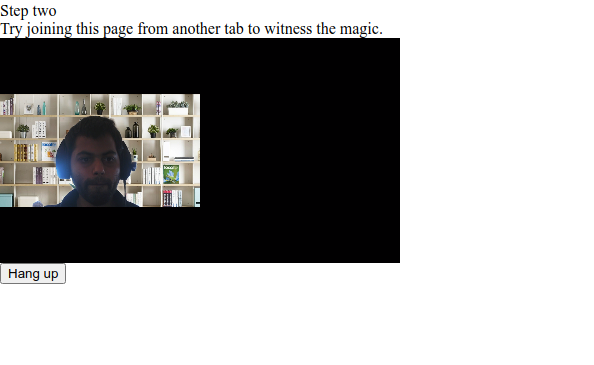 Step two
Try joining this page from another tab to witness the magic.
Hang up